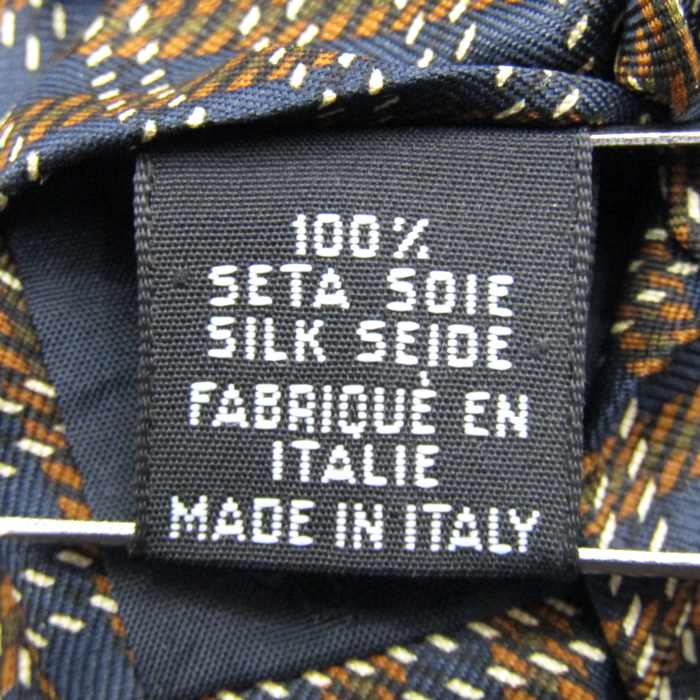 100%
SETA SOIE
SILK SEIDE
FABRIQUÉ EN
ITALIE
MADE IN ITALY